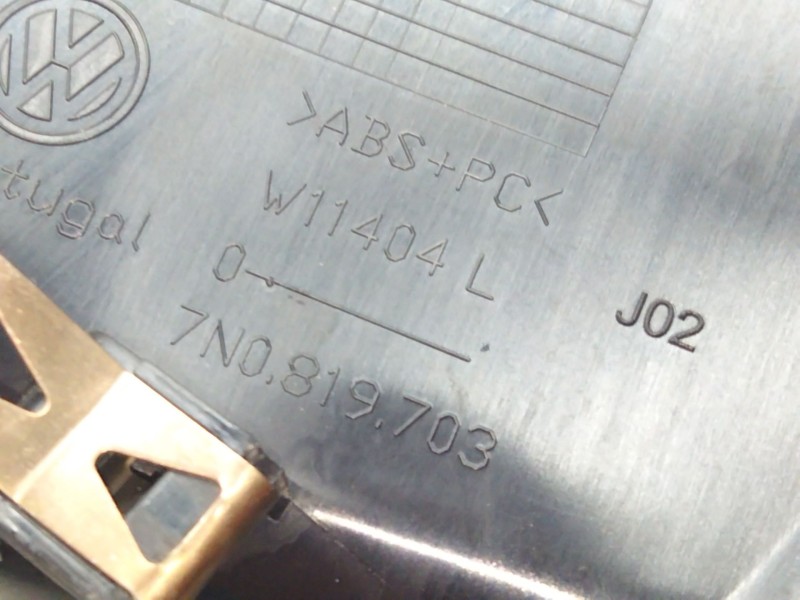 >ABS+PC<
W11404 L
tugal
0
J02
7N0.819.703